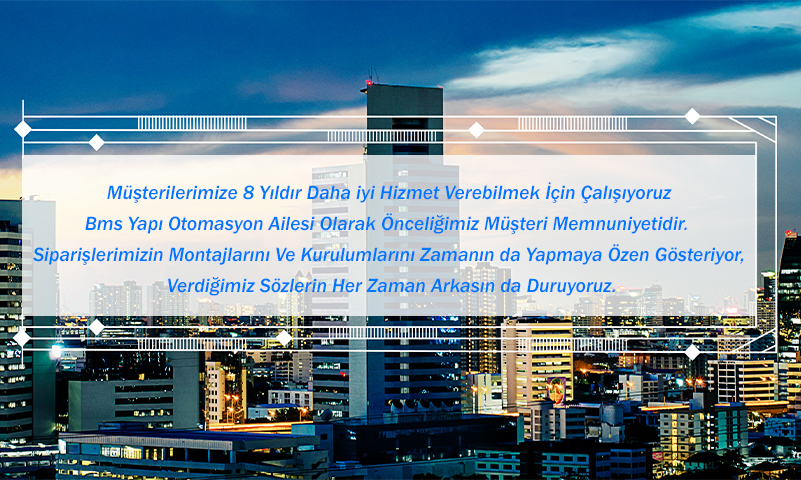 Müşterilerimize 8 Yıldır Daha iyi Hizmet Verebilmek İçin Çalışıyoruz
Bms Yapı Otomasyon Ailesi Olarak Önceliğimiz Müşteri Memnuniyetidir.
Siparişlerimizin Montajlarını Ve Kurulumlarını Zamanın da Yapmaya Özen Gösteriyor,
Verdiğimiz Sözlerin Her Zaman Arkasın da Duruyoruz.